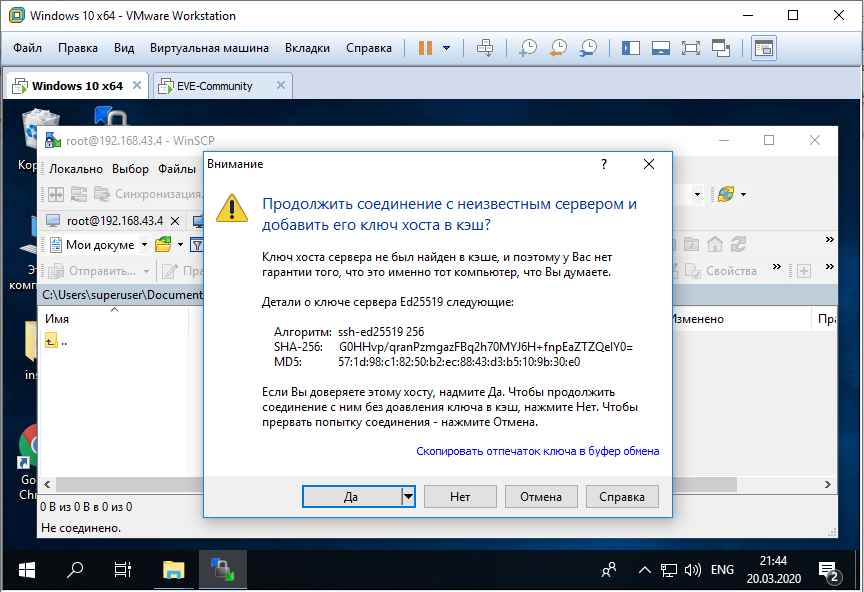 Windows 10 x64 - VMware Workstation
Файл Правка Вид Виртуальная машина Вкладки Справка
Windows 10 x64 EVE-Community
Кор
root@192.168.43.4 - WinSCP
Локально Выбор Файлы
Синхронизация.
root@192.168.43.4
Мои докуме
Отправить... Пра
Свойства
C:\Users\superuser\Document
Имя
Изменено Пра
..
Эт
комп
ins
Go
Chr
Внимание
?
Продолжить соединение с неизвестным сервером и
добавить его ключ хоста в кэш?
Ключ хоста сервера не был найден в кэше, и поэтому у Вас нет
гарантии того, что это именно тот компьютер, что Вы думаете.
Детали о ключе сервера Ed25519 следующие:
Алгоритм: ssh-ed25519 256
SHA-256: G0HHvp/qranPzmgazFBq2h70MYJ6H+fnpEaZTZQelY0=
MD5: 57:1d:98:c1:82:50:b2:ec:88:43:d3:b5:10:9b:30:e0
Если Вы доверяете этому хосту, надмите Да. Чтобы продолжить
соединение с ним без доавления ключа в кэш, нажмите Нет. Чтобы
прервать попытку соединения - нажмите Отмена.
Скопировать отпечаток ключа в буфер обмена
Да Нет Отмена Справка
0 B из 0 B в 0 из 0
Не соединено.
ENG
21:44
20.03.2020
2